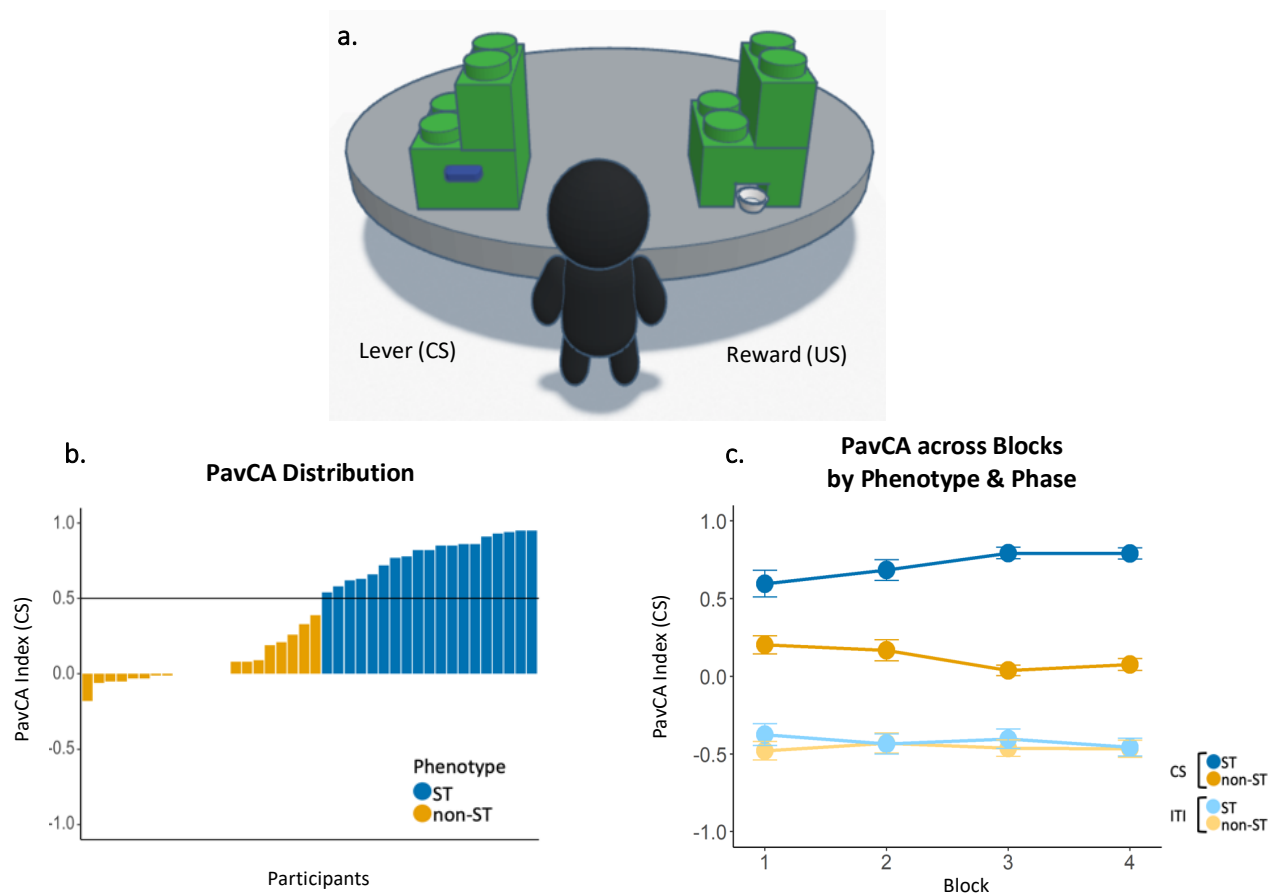 a.
Lever (CS)
Reward (US)
b.
PavCA Distribution
PavCA Index (CS)
1.0
0.5
0.0
-0.5
-1.0
Phenotype
ST
non-ST
Participants
c.
PavCA across Blocks
by Phenotype & Phase
PavCA Index (CS)
1.0
0.5
0.0
-0.5
-1.0
1
2
3
4
Block
CS
ST
non-ST
ITI
ST
non-ST